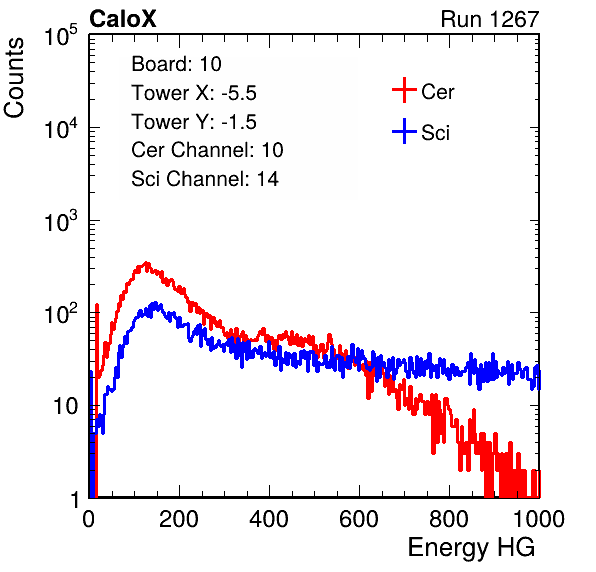 CaloX Run 1267
10^5
10^4
10^3
10^2
10
1
Counts
Board: 10
Tower X: -5.5
Tower Y: -1.5
Cer Channel: 10
Sci Channel: 14
Cer
Sci
0 200 400 600 800 1000
Energy HG